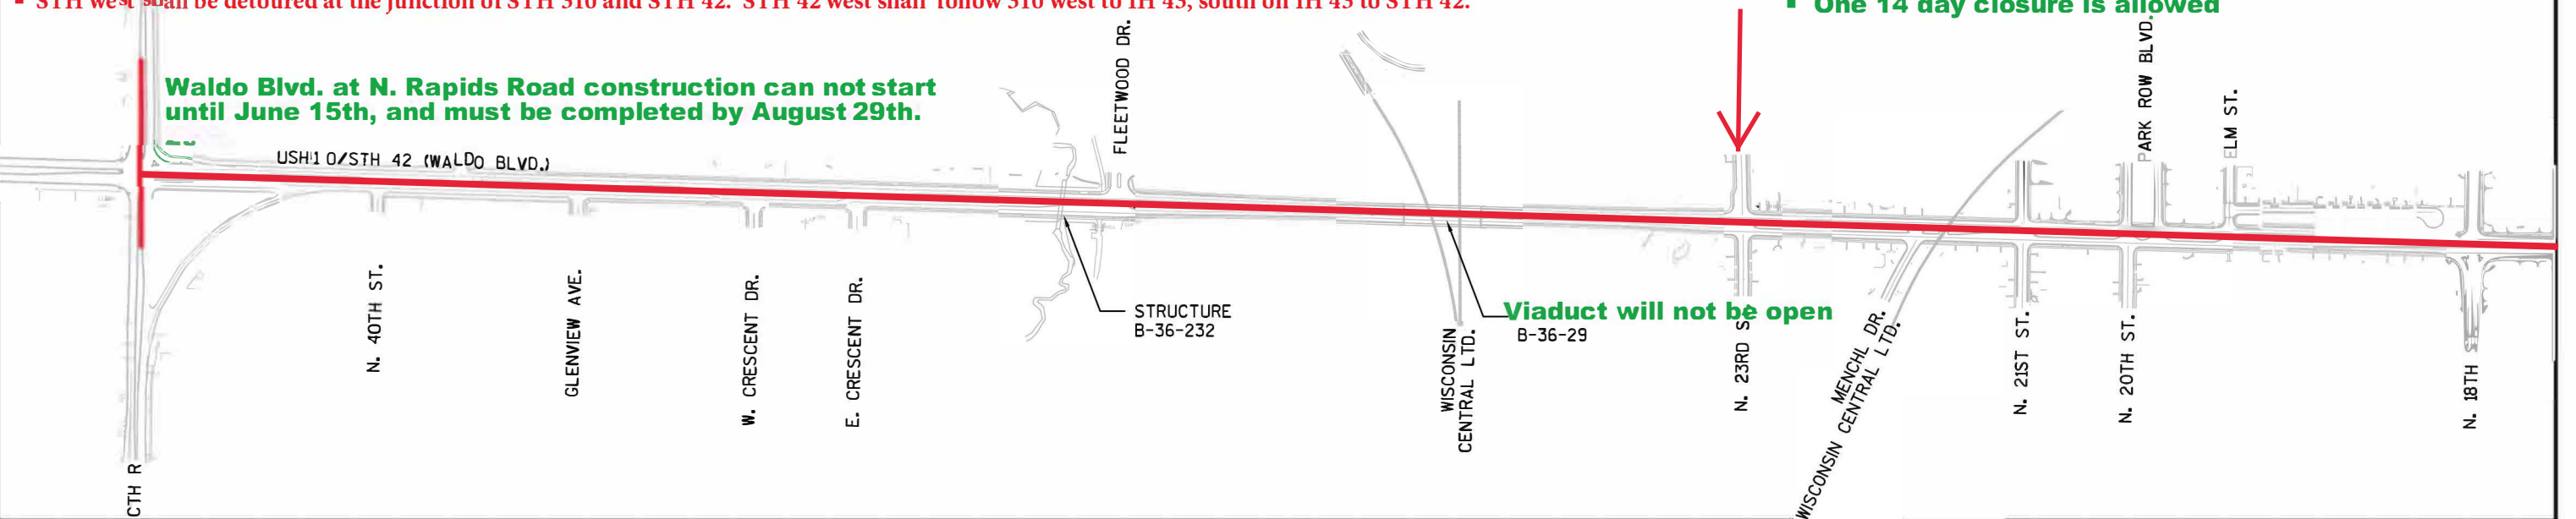 ▪ STH west shall be detoured at the junction of STH 310 and STH 42. STH 42 west shall follow 310 west to IH 43, south on IH 43 to STH 42.
▪ One 14 day closure is allowed
Waldo Blvd. at N. Rapids Road construction can not start
until June 15th, and must be completed by August 29th.
USH 10/STH 42 (WALDO BLVD.)
FLEETWOOD DR.
PARK ROW BLVD.
ELM ST.
CTH R
N. 40TH ST.
GLENVIEW AVE.
W. CRESCENT DR.
E. CRESCENT DR.
STRUCTURE
B-36-232
WISCONSIN
CENTRAL LTD.
Viaduct will not be open
B-36-29
N. 23RD S
MENCHL DR.
WISCONSIN CENTRAL LTD.
N. 21ST ST.
N. 20TH ST.
N. 18TH S